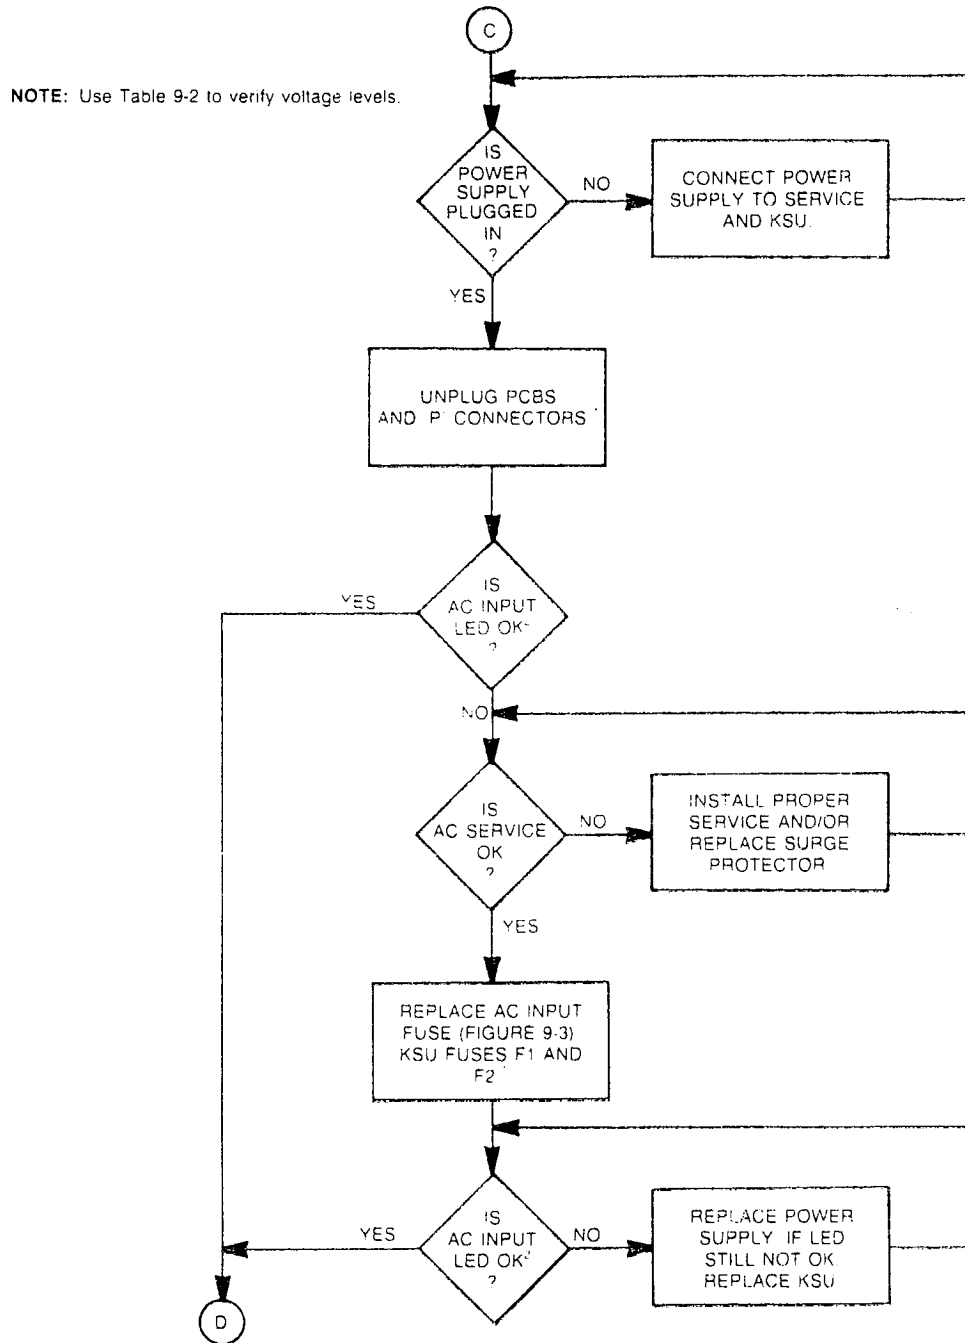 C
NOTE: Use Table 9-2 to verify voltage levels.
IS
POWER
SUPPLY
PLUGGED
IN
?
NO
CONNECT POWER
SUPPLY TO SERVICE
AND KSU.
YES
UNPLUG PCBS
AND 'P' CONNECTORS
IS
AC INPUT
LED OK
?
YES
NO
IS
AC SERVICE
OK
?
NO
INSTALL PROPER
SERVICE AND/OR
REPLACE SURGE
PROTECTOR
YES
REPLACE AC INPUT
FUSE (FIGURE 9-3)
KSU FUSES F1 AND
F2
IS
AC INPUT
LED OK²
?
YES
NO
REPLACE POWER
SUPPLY IF LED
STILL NOT OK
REPLACE KSU
D